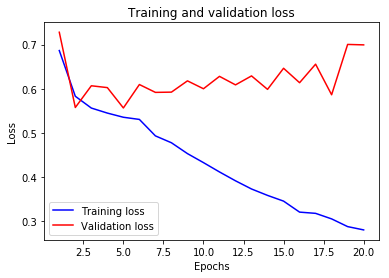 Training and validation loss
Loss
0.7
0.6
0.5
0.4
0.3
Training loss
Validation loss
2.5 5.0 7.5 10.0 12.5 15.0 17.5 20.0
Epochs